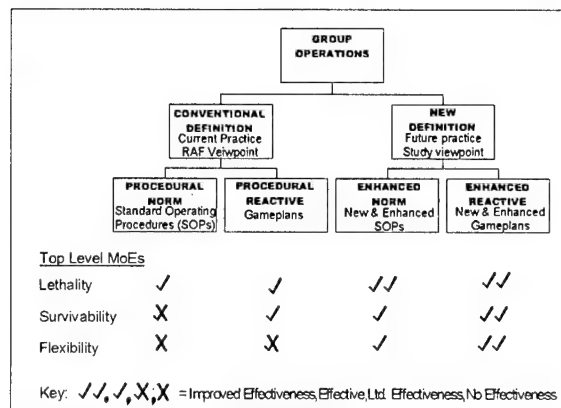 GROUP
OPERATIONS
CONVENTIONAL
DEFINITION
Current Practice
RAF Veiwpoint
NEW
DEFINITION
Future practice
Study viewpoint
PROCEDURAL
NORM
Standard Operating
Procedures (SOPs)
PROCEDURAL
REACTIVE
Gameplans
ENHANCED
NORM
New & Enhanced
SOPs
ENHANCED
REACTIVE
New & Enhanced
Gameplans
Top Level MoEs
Lethality ✓ ✓ ✓✓ ✓✓
Survivability X ✓ ✓ ✓✓
Flexibility X X ✓ ✓✓
Key: ✓✓, ✓, X, X = Improved Effectiveness, Effective, Ltd. Effectiveness, No Effectiveness